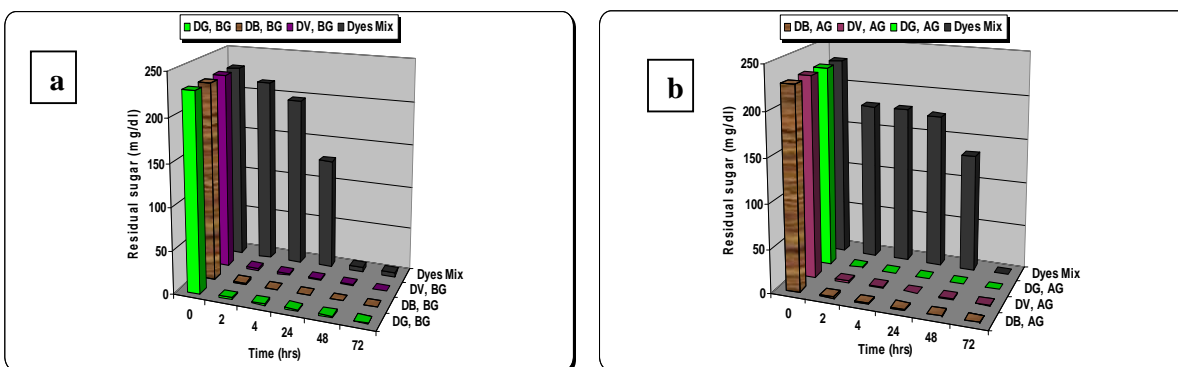 DG, BG DB, BG DV, BG Dyes Mix
a
Residual sugar (mg/dl)
250
200
150
100
50
0
0 2 4 24 48 72
Time (hrs)
Dyes Mix
DV, BG
DB, BG
DG, BG
DB, AG DV, AG DG, AG Dyes Mix
b
Residual sugar (mg/dl)
250
200
150
100
50
0
0 2 4 24 48 72
Time (hrs)
Dyes Mix
DG, AG
DV, AG
DB, AG